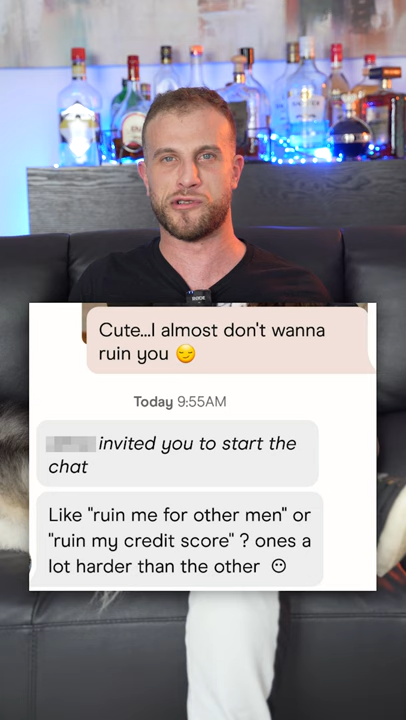 Cute...I almost don't wanna
ruin you 😏
Today 9:55AM
invited you to start the
chat
Like "ruin me for other men" or
"ruin my credit score" ? ones a
lot harder than the other 😶